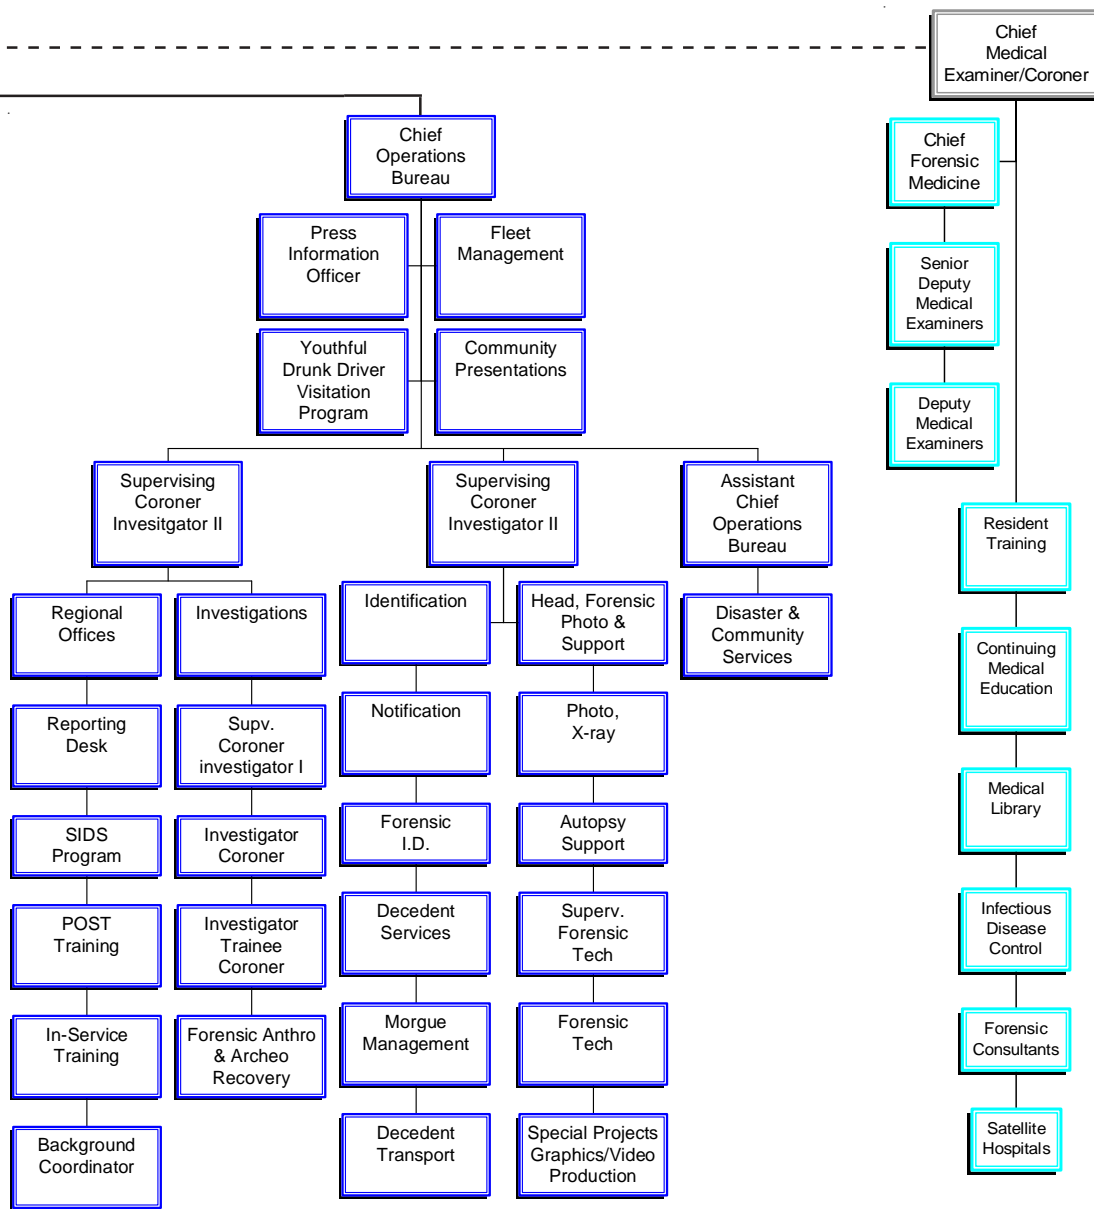 Chief
Medical
Examiner/Coroner
Chief
Operations
Bureau
Chief
Forensic
Medicine
Press
Information
Officer
Fleet
Management
Senior
Deputy
Medical
Examiners
Youthful
Drunk Driver
Visitation
Program
Community
Presentations
Deputy
Medical
Examiners
Supervising
Coroner
Invesitgator II
Supervising
Coroner
Investigator II
Assistant
Chief
Operations
Bureau
Resident
Training
Regional
Offices
Investigations
Identification
Head, Forensic
Photo &
Support
Disaster &
Community
Services
Continuing
Medical
Education
Reporting
Desk
Supv.
Coroner
investigator I
Notification
Photo,
X-ray
Medical
Library
SIDS
Program
Investigator
Coroner
Forensic
I.D.
Autopsy
Support
POST
Training
Investigator
Trainee
Coroner
Decedent
Services
Superv.
Forensic
Tech
Infectious
Disease
Control
In-Service
Training
Forensic Anthro
& Archeo
Recovery
Morgue
Management
Forensic
Tech
Forensic
Consultants
Background
Coordinator
Decedent
Transport
Special Projects
Graphics/Video
Production
Satellite
Hospitals